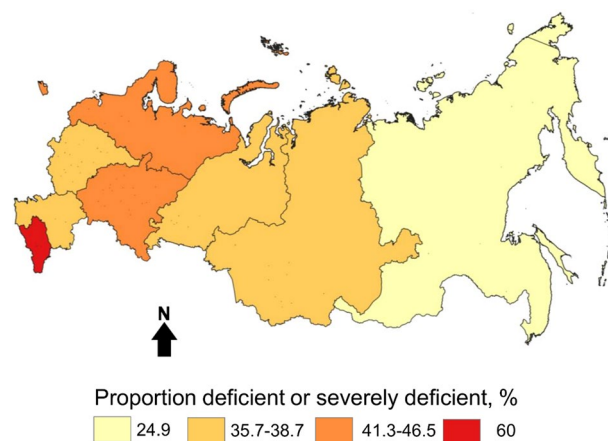 N
Proportion deficient or severely deficient, %
24.9 35.7-38.7 41.3-46.5 60